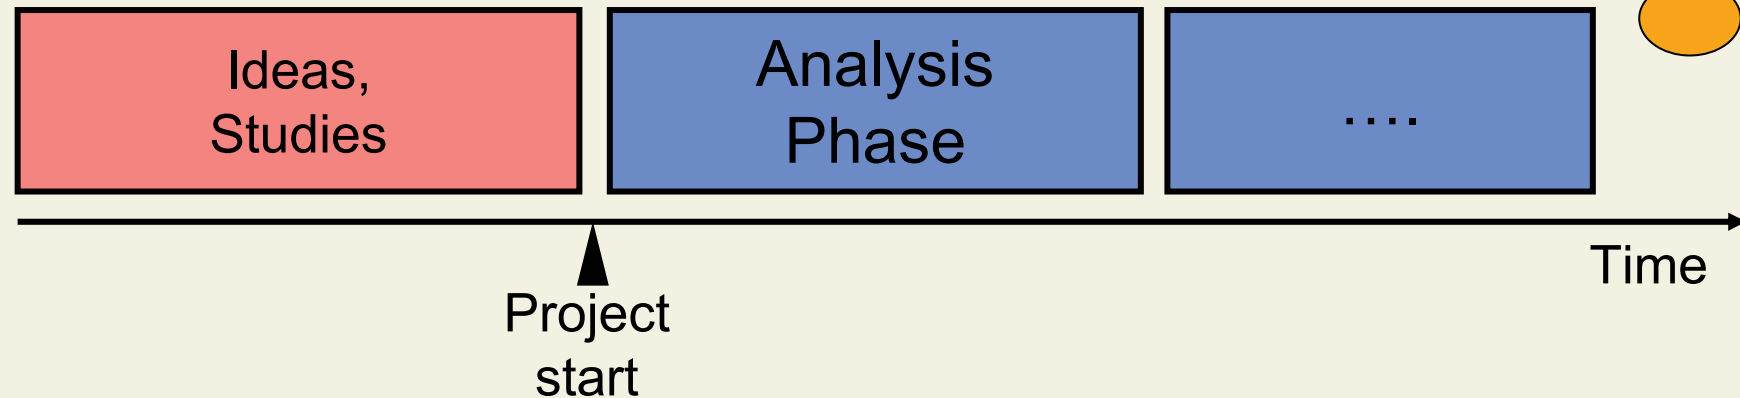 Ideas,
Studies
Analysis
Phase
....
Time
Project
start